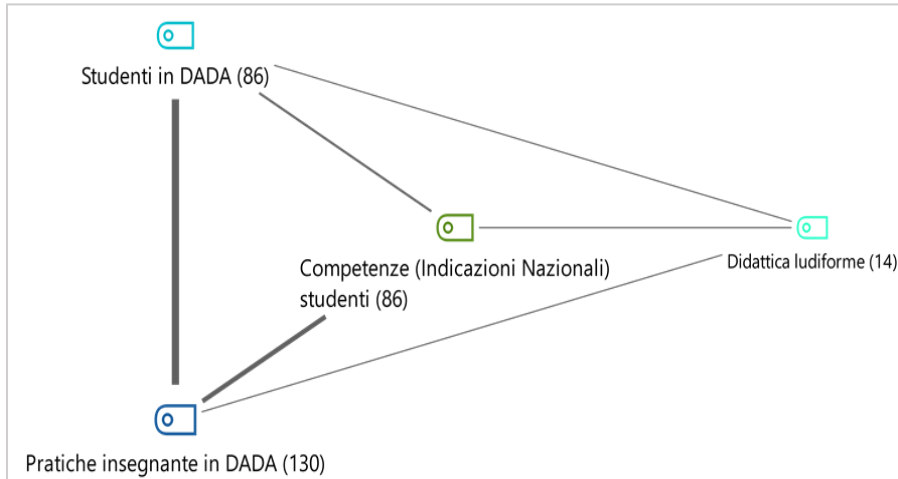 Studenti in DADA (86)
Competenze (Indicazioni Nazionali)
studenti (86)
Didattica ludiforme (14)
Pratiche insegnante in DADA (130)